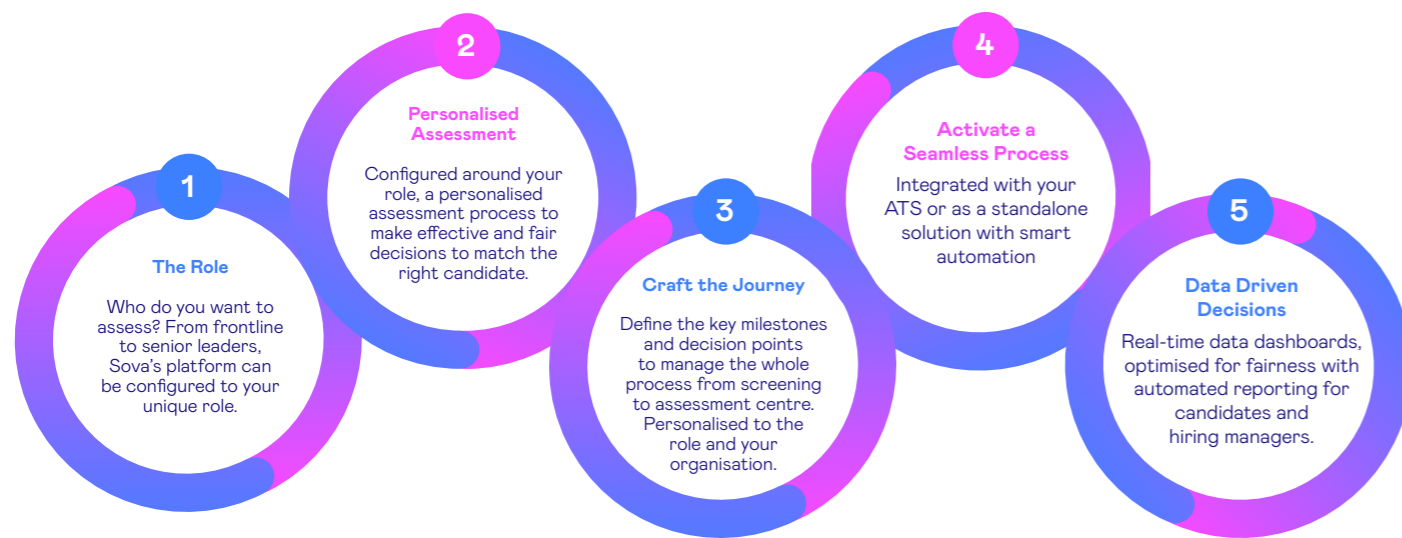 1
The Role
Who do you want to
assess? From frontline
to senior leaders,
Sova's platform can
be configured to your
unique role.
2
Personalised
Assessment
Configured around your
role, a personalised
assessment process to
make effective and fair
decisions to match the
right candidate.
3
Craft the Journey
Define the key milestones
and decision points
to manage the whole
process from screening
to assessment centre.
Personalised to the
role and your
organisation.
4
Activate a
Seamless Process
Integrated with your
ATS or as a standalone
solution with smart
automation
5
Data Driven
Decisions
Real-time data dashboards,
optimised for fairness with
automated reporting for
candidates and
hiring managers.